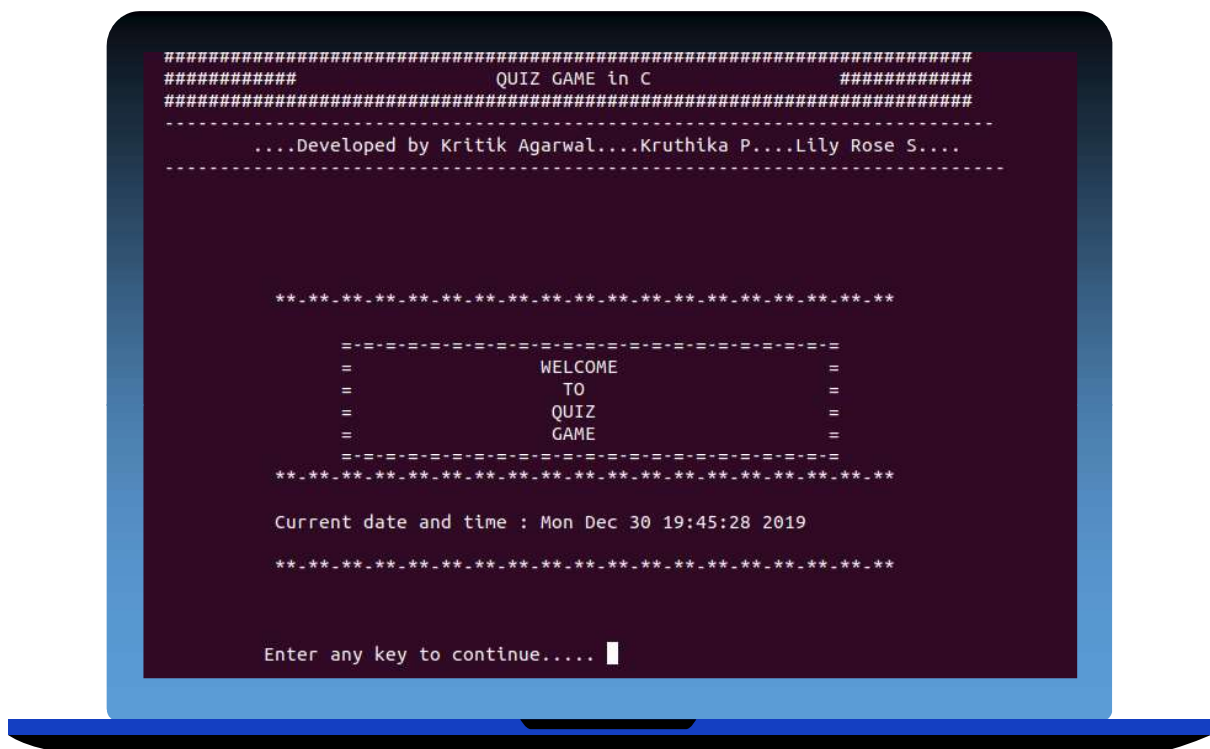 #########################################################################
############                  QUIZ GAME in C                 ############
#########################################################################
---------------------------------------------------------------------------
....Developed by Kritik Agarwal....Kruthika P....Lily Rose S....
----------------------------------------------------------------------------
**-**-**-**-**-**-**-**-**-**-**-**-**-**-**-**-**-**-**
=-=-=-=-=-=-=-=-=-=-=-=-=-=-=-=-=-=-=-=-=-=-=
=                 WELCOME                   =
=                   TO                      =
=                  QUIZ                     =
=                  GAME                     =
=-=-=-=-=-=-=-=-=-=-=-=-=-=-=-=-=-=-=-=-=-=-=
**-**-**-**-**-**-**-**-**-**-**-**-**-**-**-**-**-**-**
Current date and time : Mon Dec 30 19:45:28 2019
**-**-**-**-**-**-**-**-**-**-**-**-**-**-**-**-**-**-**
Enter any key to continue.....